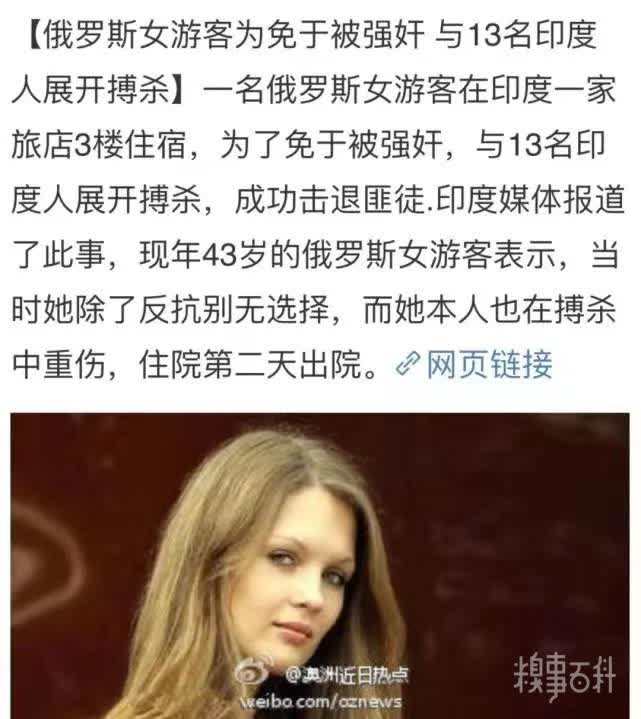 【俄罗斯女游客为免于被强奸 与13名印度
人展开搏杀】一名俄罗斯女游客在印度一家
旅店3楼住宿，为了免于被强奸，与13名印
度人展开搏杀，成功击退匪徒.印度媒体报道
了此事，现年43岁的俄罗斯女游客表示，当
时她除了反抗别无选择，而她本人也在搏杀
中重伤，住院第二天出院。网页链接
@澳洲近日热点
weibo.com/oznews
糗事百科